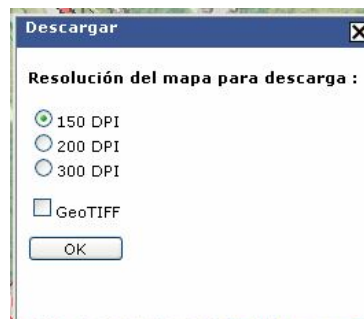 Descargar
Resolución del mapa para descarga :
150 DPI
200 DPI
300 DPI
GeoTIFF
OK